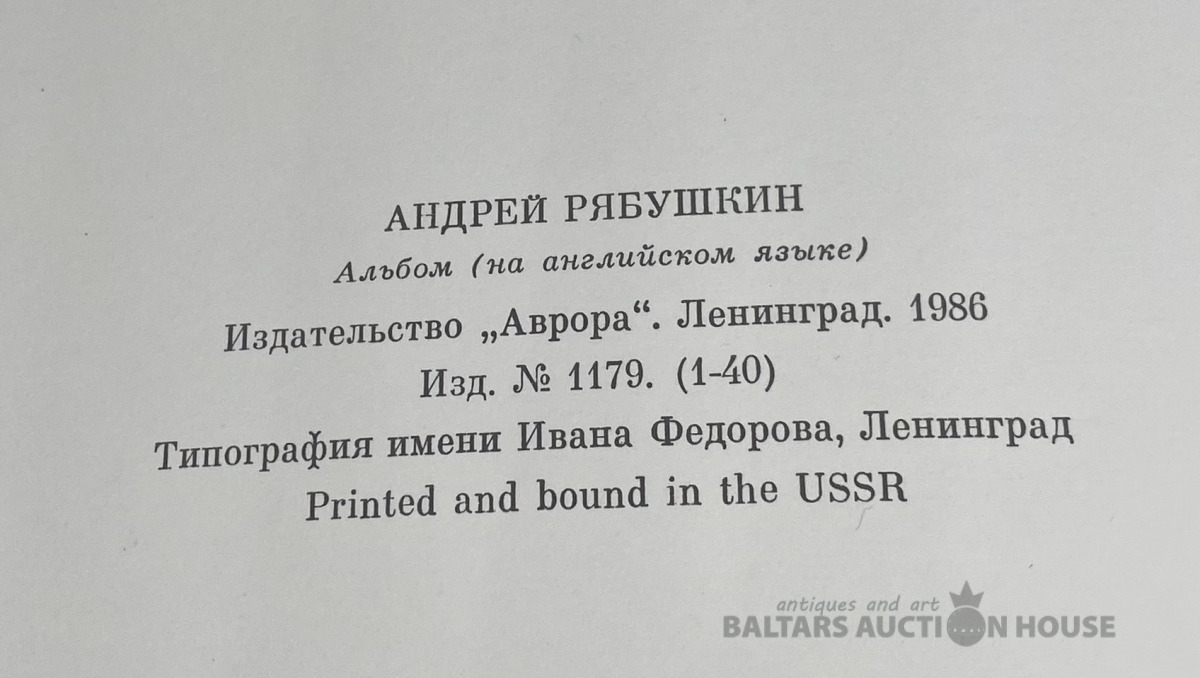 АНДРЕЙ РЯБУШКИН
Альбом (на английском языке)
Издательство „Аврора“. Ленинград. 1986
Изд. № 1179. (1-40)
Типография имени Ивана Федорова, Ленинград
Printed and bound in the USSR
antiques and art
BALTARS AUCTION HOUSE